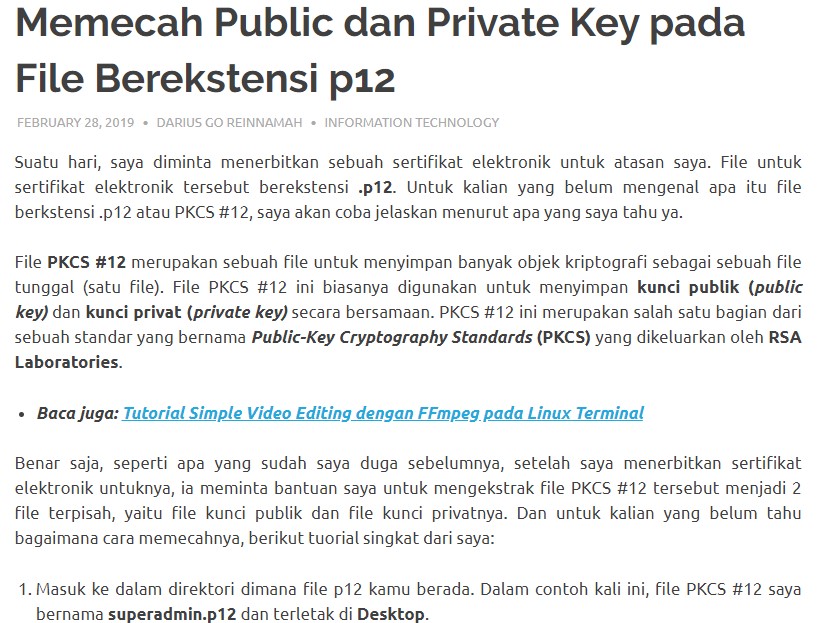 Memecah Public dan Private Key pada
File Berekstensi p12
FEBRUARY 28, 2019 • DARIUS GO REINNAMAH • INFORMATION TECHNOLOGY
Suatu hari, saya diminta menerbitkan sebuah sertifikat elektronik untuk atasan saya. File untuk
sertifikat elektronik tersebut berekstensi .p12. Untuk kalian yang belum mengenal apa itu file
berkstensi .p12 atau PKCS #12, saya akan coba jelaskan menurut apa yang saya tahu ya.
File PKCS #12 merupakan sebuah file untuk menyimpan banyak objek kriptografi sebagai sebuah file
tunggal (satu file). File PKCS #12 ini biasanya digunakan untuk menyimpan kunci publik (public
key) dan kunci privat (private key) secara bersamaan. PKCS #12 ini merupakan salah satu bagian dari
sebuah standar yang bernama Public-Key Cryptography Standards (PKCS) yang dikeluarkan oleh RSA
Laboratories.
• Baca juga: Tutorial Simple Video Editing dengan FFmpeg pada Linux Terminal
Benar saja, seperti apa yang sudah saya duga sebelumnya, setelah saya menerbitkan sertifikat
elektronik untuknya, ia meminta bantuan saya untuk mengekstrak file PKCS #12 tersebut menjadi 2
file terpisah, yaitu file kunci publik dan file kunci privatnya. Dan untuk kalian yang belum tahu
bagaimana cara memecahnya, berikut tuorial singkat dari saya:
1. Masuk ke dalam direktori dimana file p12 kamu berada. Dalam contoh kali ini, file PKCS #12 saya
bernama superadmin.p12 dan terletak di Desktop.